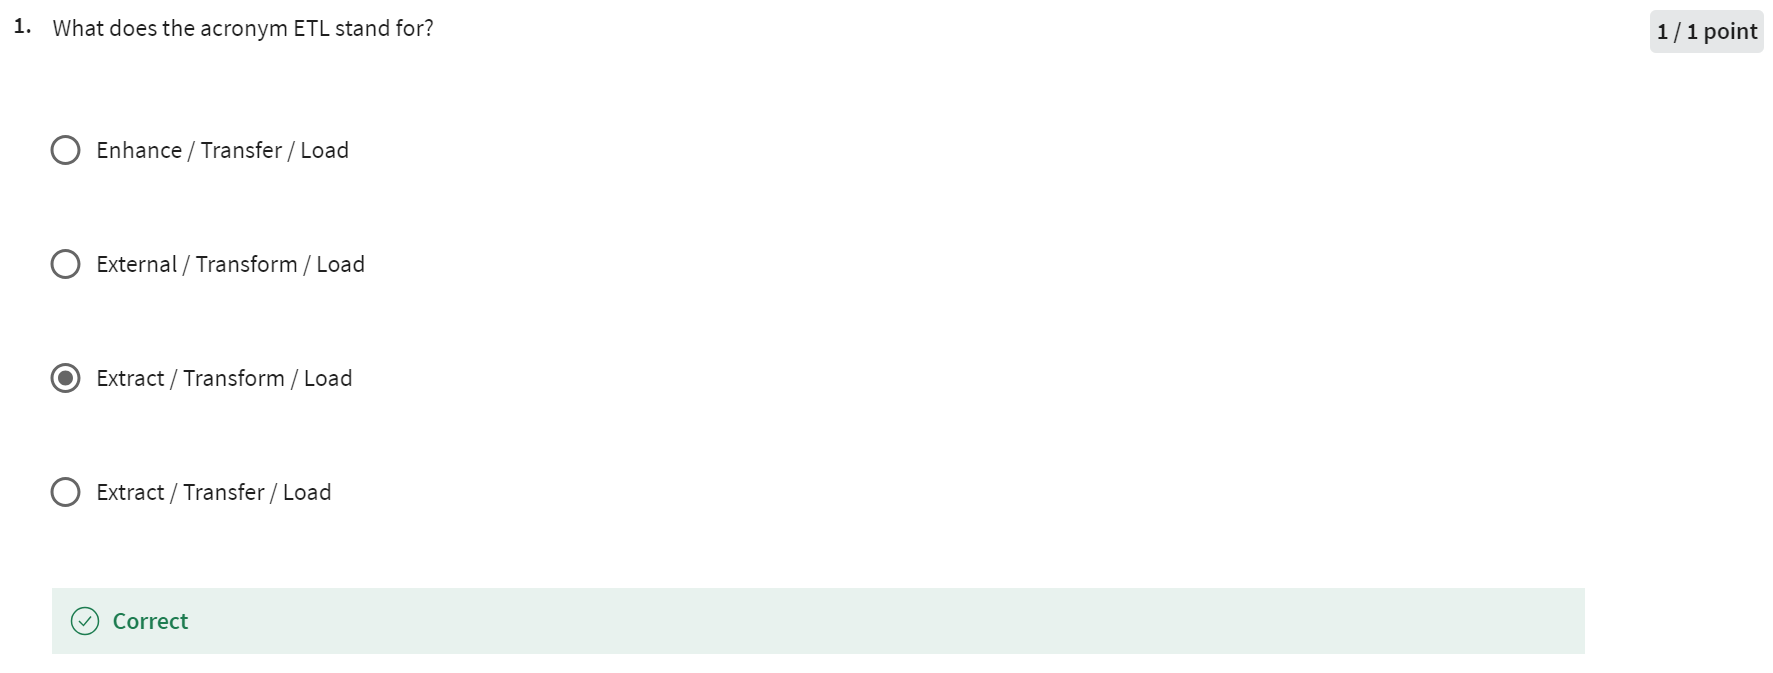 1. What does the acronym ETL stand for?
1 / 1 point
Enhance / Transfer / Load
External / Transform / Load
Extract / Transform / Load
Extract / Transfer / Load
Correct